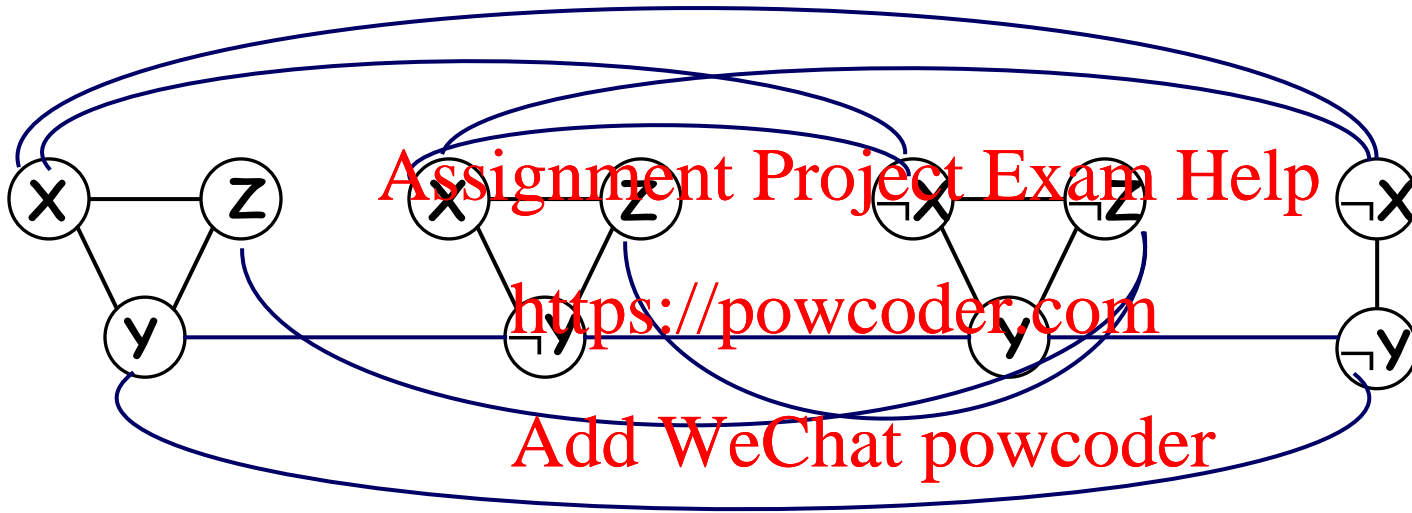 x z x z ¬x ¬z ¬x
Assignment Project Exam Help
https://powcoder.com
y ¬y y ¬y
Add WeChat powcoder